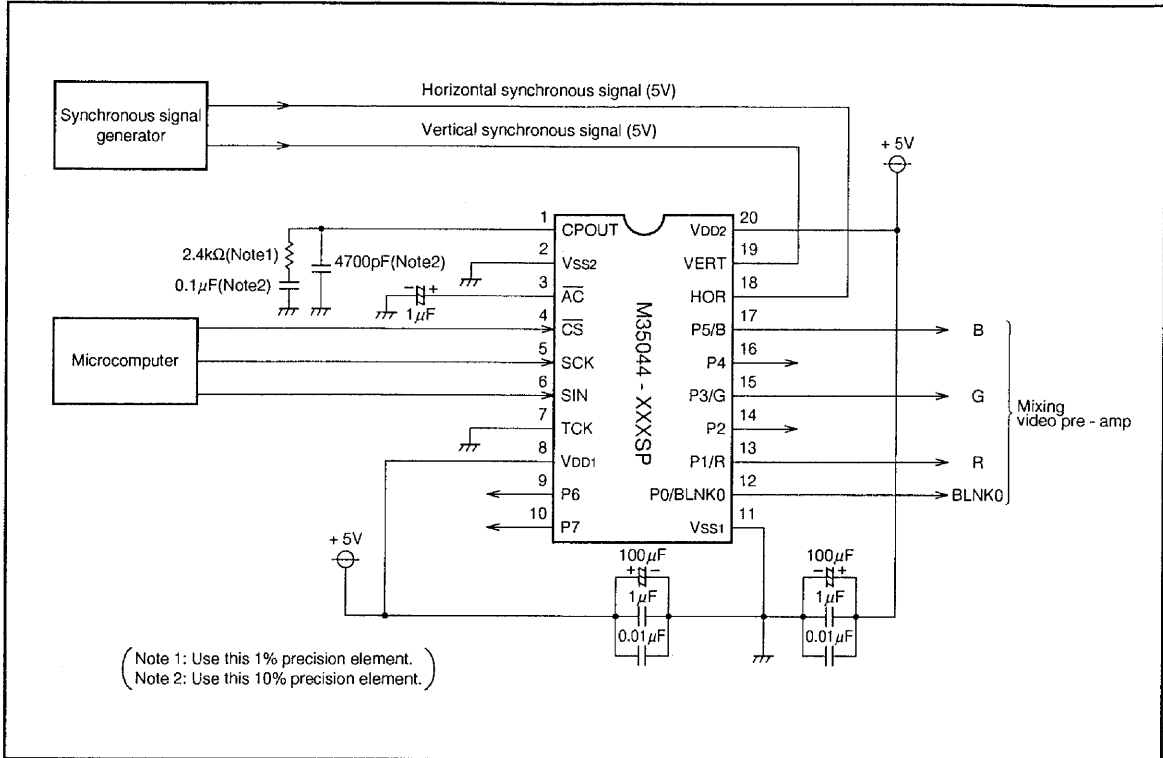 Horizontal synchronous signal (5V)
Synchronous signal
generator
Vertical synchronous signal (5V)
+ 5V
1
CPOUT
VDD2
20
2.4kΩ(Note1)
4700pF(Note2)
0.1μF(Note2)
2
VSS2
VERT
19
3
AC
HOR
18
− +
1μF
4
CS
P5/B
17
B
Microcomputer
5
SCK
P4
16
6
SIN
P3/G
15
G
7
TCK
P2
14
8
VDD1
P1/R
13
R
9
P6
P0/BLNK0
12
BLNK0
10
P7
VSS1
11
M35044 - XXXSP
Mixing
video pre - amp
+ 5V
100μF
+ −
1μF
0.01μF
100μF
− +
1μF
0.01μF
Note 1: Use this 1% precision element.
Note 2: Use this 10% precision element.